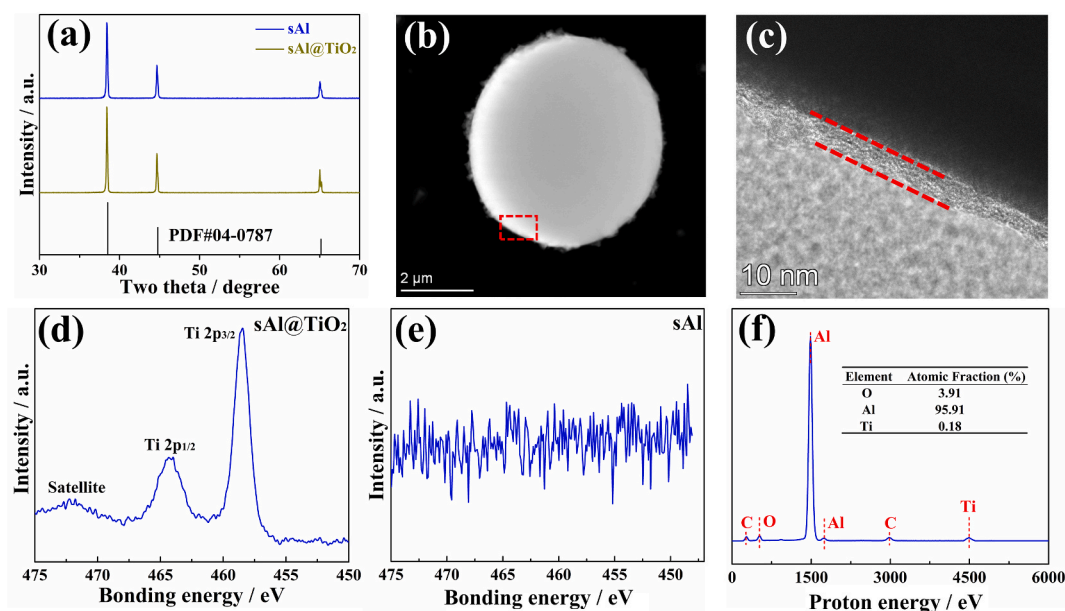 (a)
sAl
sAl@TiO₂
PDF#04-0787
Intensity / a.u.
30 40 50 60 70
Two theta / degree
(b)
2 μm
(c)
10 nm
(d)
sAl@TiO₂
Ti 2p₃/₂
Ti 2p₁/₂
Satellite
Intensity / a.u.
475 470 465 460 455 450
Bonding energy / eV
(e)
sAl
Intensity / a.u.
475 470 465 460 455 450
Bonding energy / eV
(f)
Al
Element Atomic Fraction (%)
O 3.91
Al 95.91
Ti 0.18
C O Al C Ti
0 1500 3000 4500 6000
Proton energy / eV